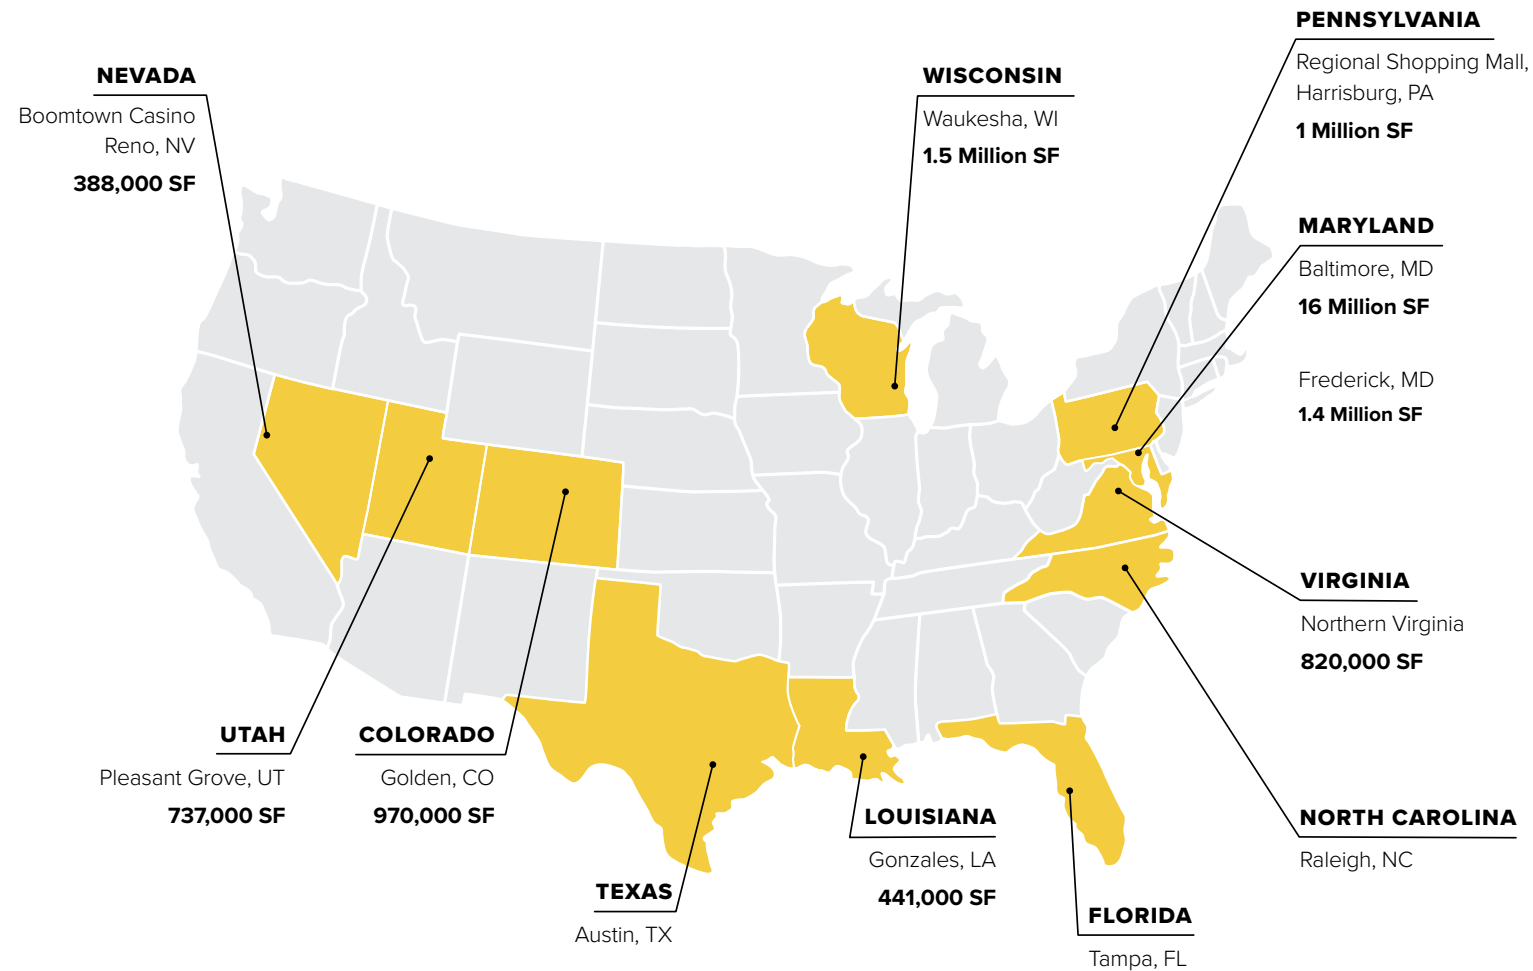 PENNSYLVANIA
Regional Shopping Mall,
Harrisburg, PA
1 Million SF
NEVADA
Boomtown Casino
Reno, NV
388,000 SF
WISCONSIN
Waukesha, WI
1.5 Million SF
MARYLAND
Baltimore, MD
16 Million SF
Frederick, MD
1.4 Million SF
VIRGINIA
Northern Virginia
820,000 SF
UTAH
Pleasant Grove, UT
737,000 SF
COLORADO
Golden, CO
970,000 SF
TEXAS
Austin, TX
LOUISIANA
Gonzales, LA
441,000 SF
NORTH CAROLINA
Raleigh, NC
FLORIDA
Tampa, FL